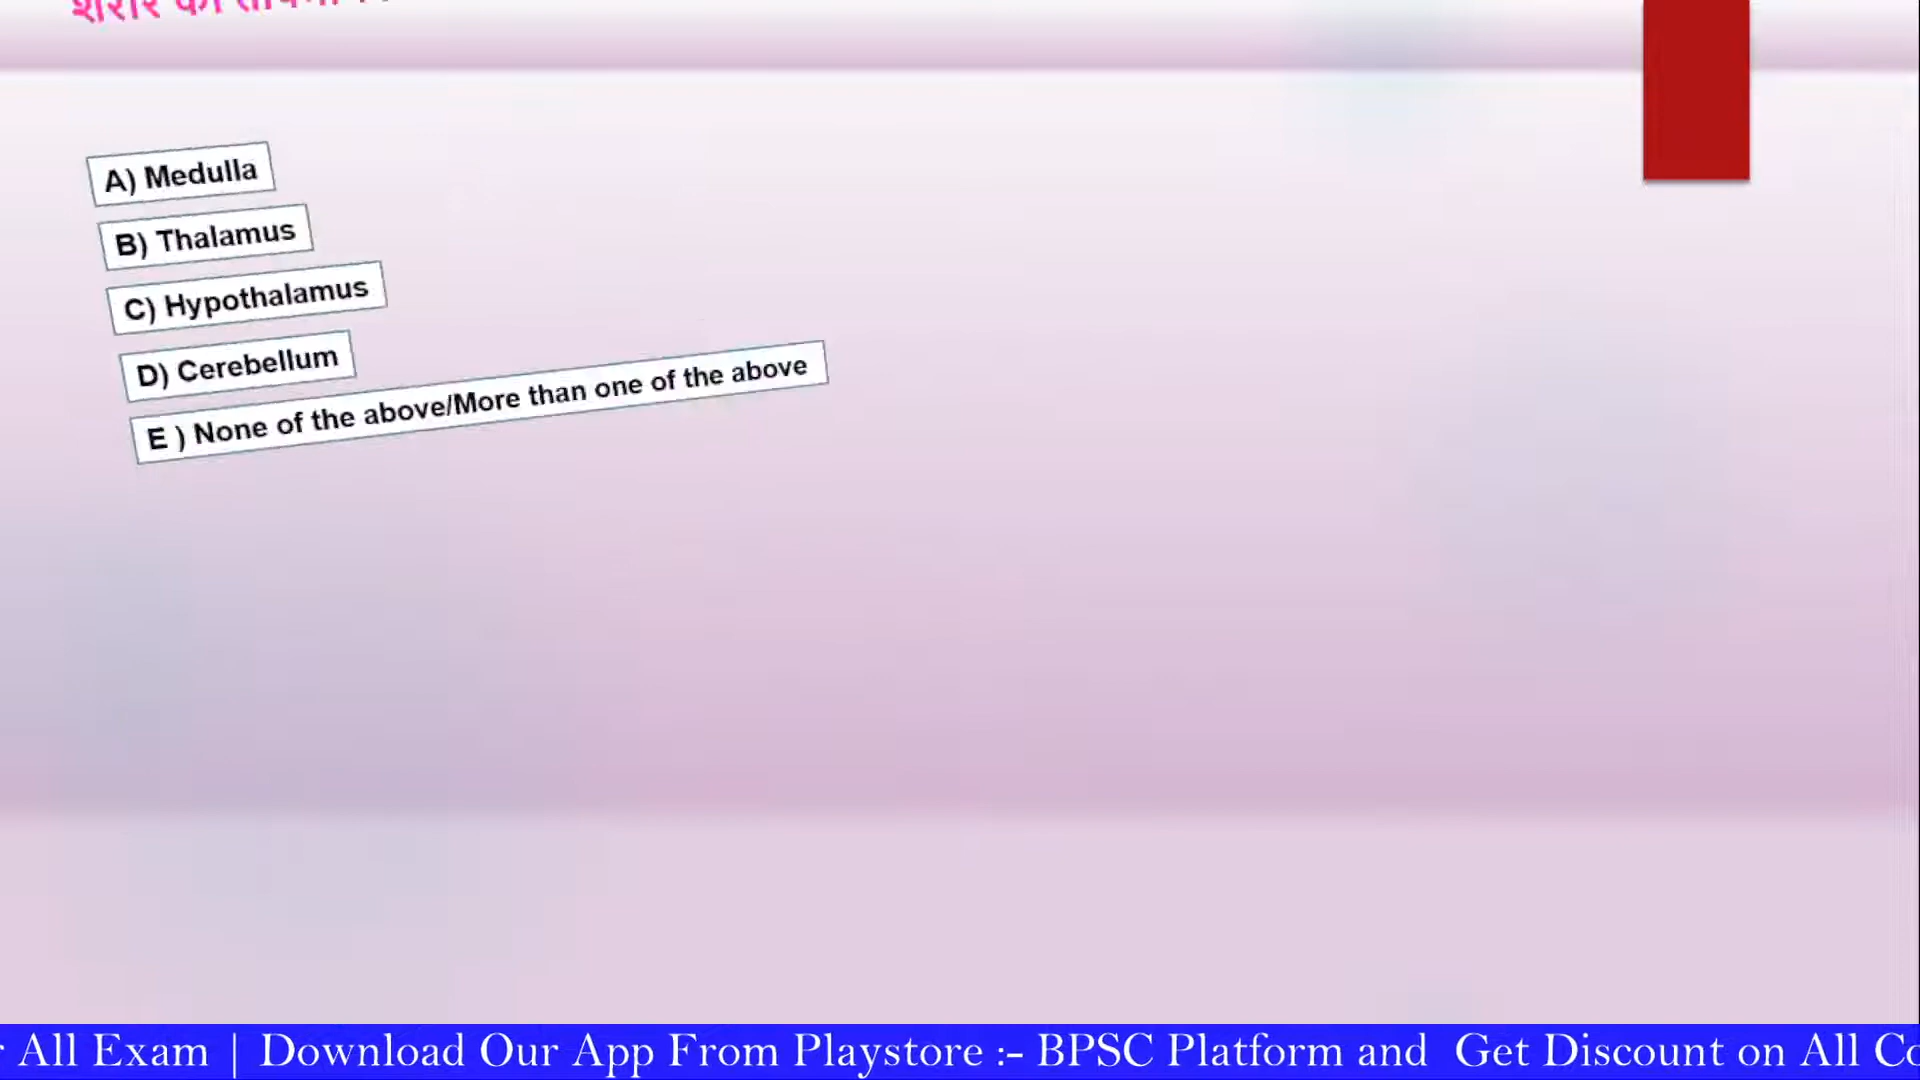 शरीर का
A) Medulla
B) Thalamus
C) Hypothalamus
D) Cerebellum
E ) None of the above/More than one of the above
All Exam | Download Our App From Playstore :- BPSC Platform and Get Discount on All